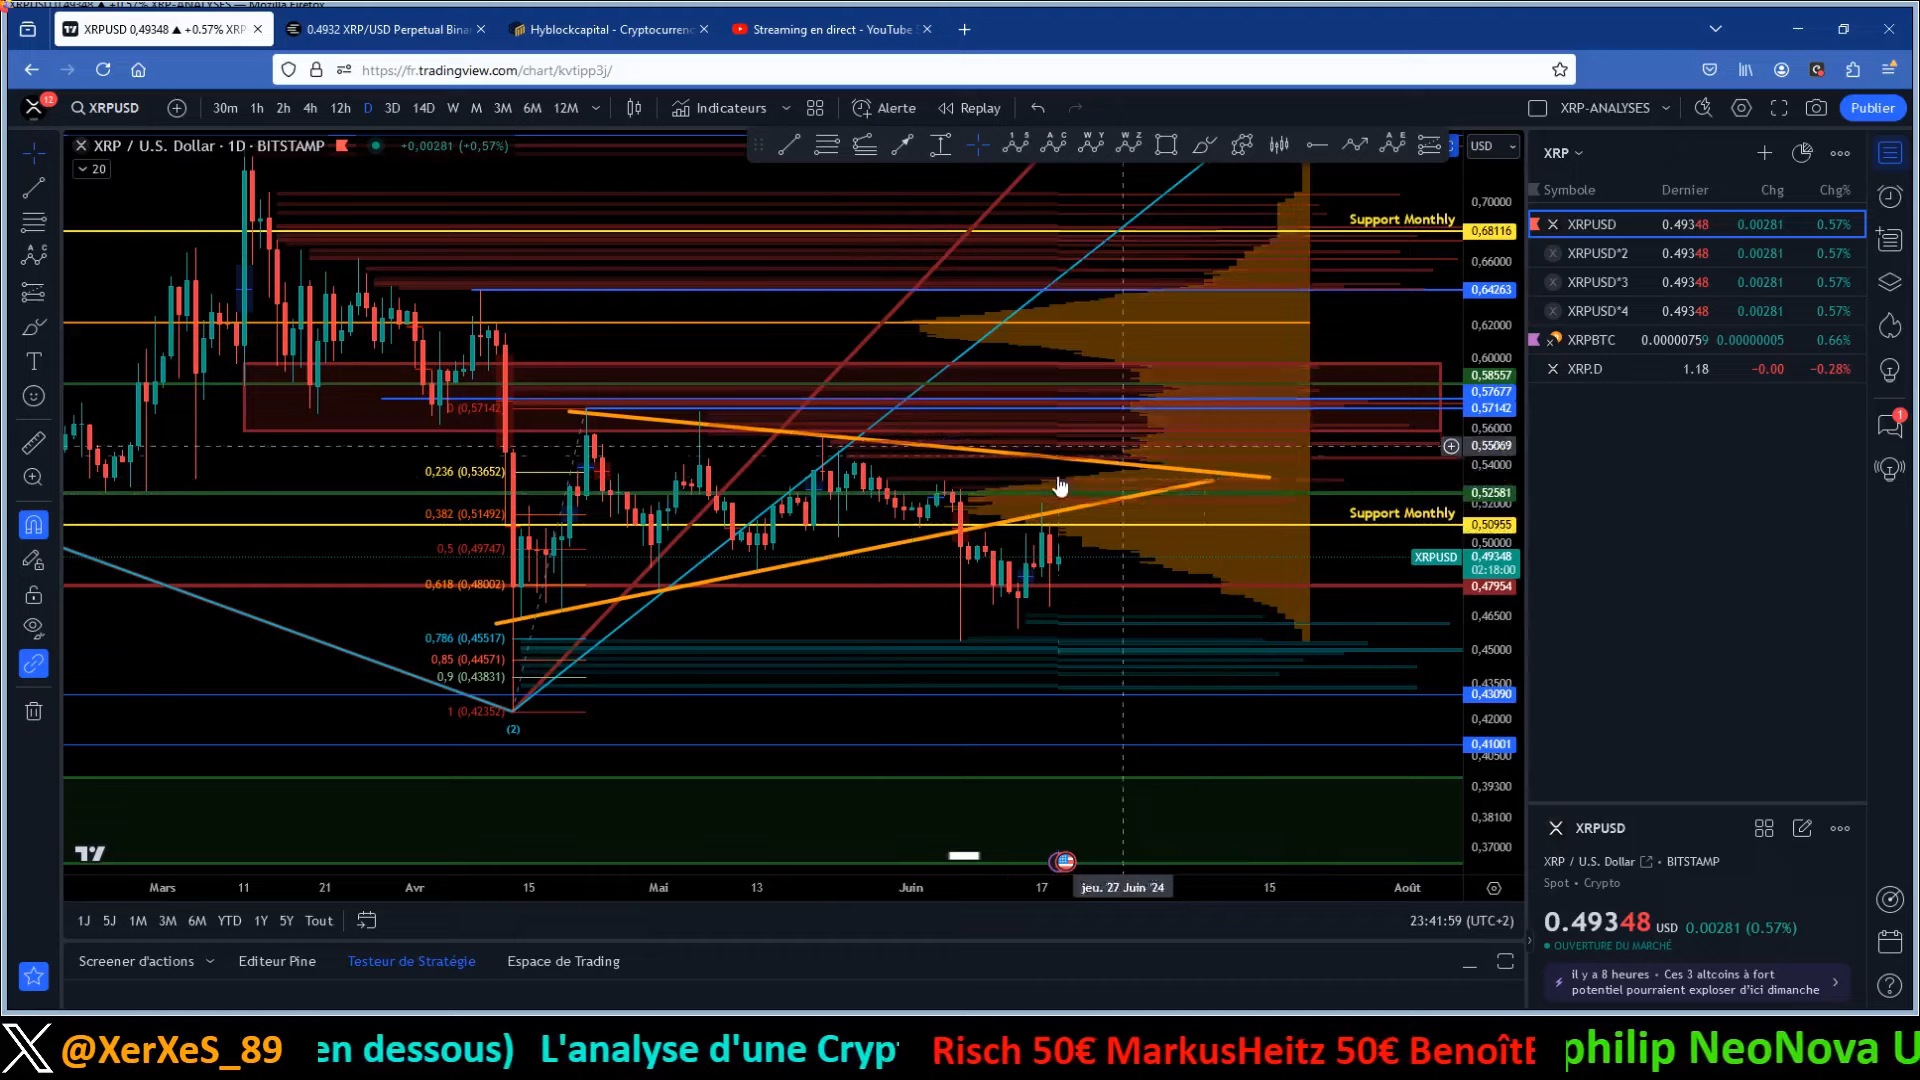 XRPUSD 0,49348 ▲ +0.57% XRP
0.4932 XRP/USD Perpetual Bina
Hyblockcapital - Cryptocurrenc
Streaming en direct - YouTube
https://fr.tradingview.com/chart/kvtipp3j/
12
XRPUSD
30m 1h 2h 4h 12h D 3D 14D W M 3M 6M 12M
Indicateurs
Alerte
Replay
XRP-ANALYSES
Publier
XRP / U.S. Dollar · 1D · BITSTAMP
+0,00281 (+0,57%)
20
USD
XRP
Symbole Dernier Chg Chg%
XRPUSD 0.49348 0.00281 0.57%
XRPUSD*2 0.49348 0.00281 0.57%
XRPUSD*3 0.49348 0.00281 0.57%
XRPUSD*4 0.49348 0.00281 0.57%
XRPBTC 0.00000759 0.00000005 0.66%
XRP.D 1.18 -0.00 -0.28%
0,70000
Support Monthly
0,68116
0,66000
0,64263
0,62000
0,60000
0,58557
0,57677
0,57142
0,56000
0,55069
0,54000
0,52581
0,52000
Support Monthly
0,50955
0,50000
XRPUSD
0,49348
02:18:00
0,47954
0,46500
0,45000
0,43500
0,43090
0,42000
0,41001
0,40500
0,39300
0,38100
0,37000
0 (0,57142)
0,236 (0,53652)
0,382 (0,51492)
0,5 (0,49747)
0,618 (0,48002)
0,786 (0,45517)
0,85 (0,44571)
0,9 (0,43831)
1 (0,42352)
(2)
Mars 11 21 Avr 15 Mai 13 Juin 17 jeu. 27 Juin '24 15 Août
1J 5J 1M 3M 6M YTD 1Y 5Y Tout
23:41:59 (UTC+2)
Screener d'actions
Editeur Pine
Testeur de Stratégie
Espace de Trading
XRPUSD
XRP / U.S. Dollar • BITSTAMP
Spot • Crypto
0.49348 USD 0.00281 (0.57%)
OUVERTURE DU MARCHÉ
il y a 8 heures • Ces 3 altcoins à fort
potentiel pourraient exploser d'ici dimanche
1
@XerXeS_89
en dessous) L'analyse d'une Cryp
Risch 50€ MarkusHeitz 50€ Benoît
philip NeoNova U